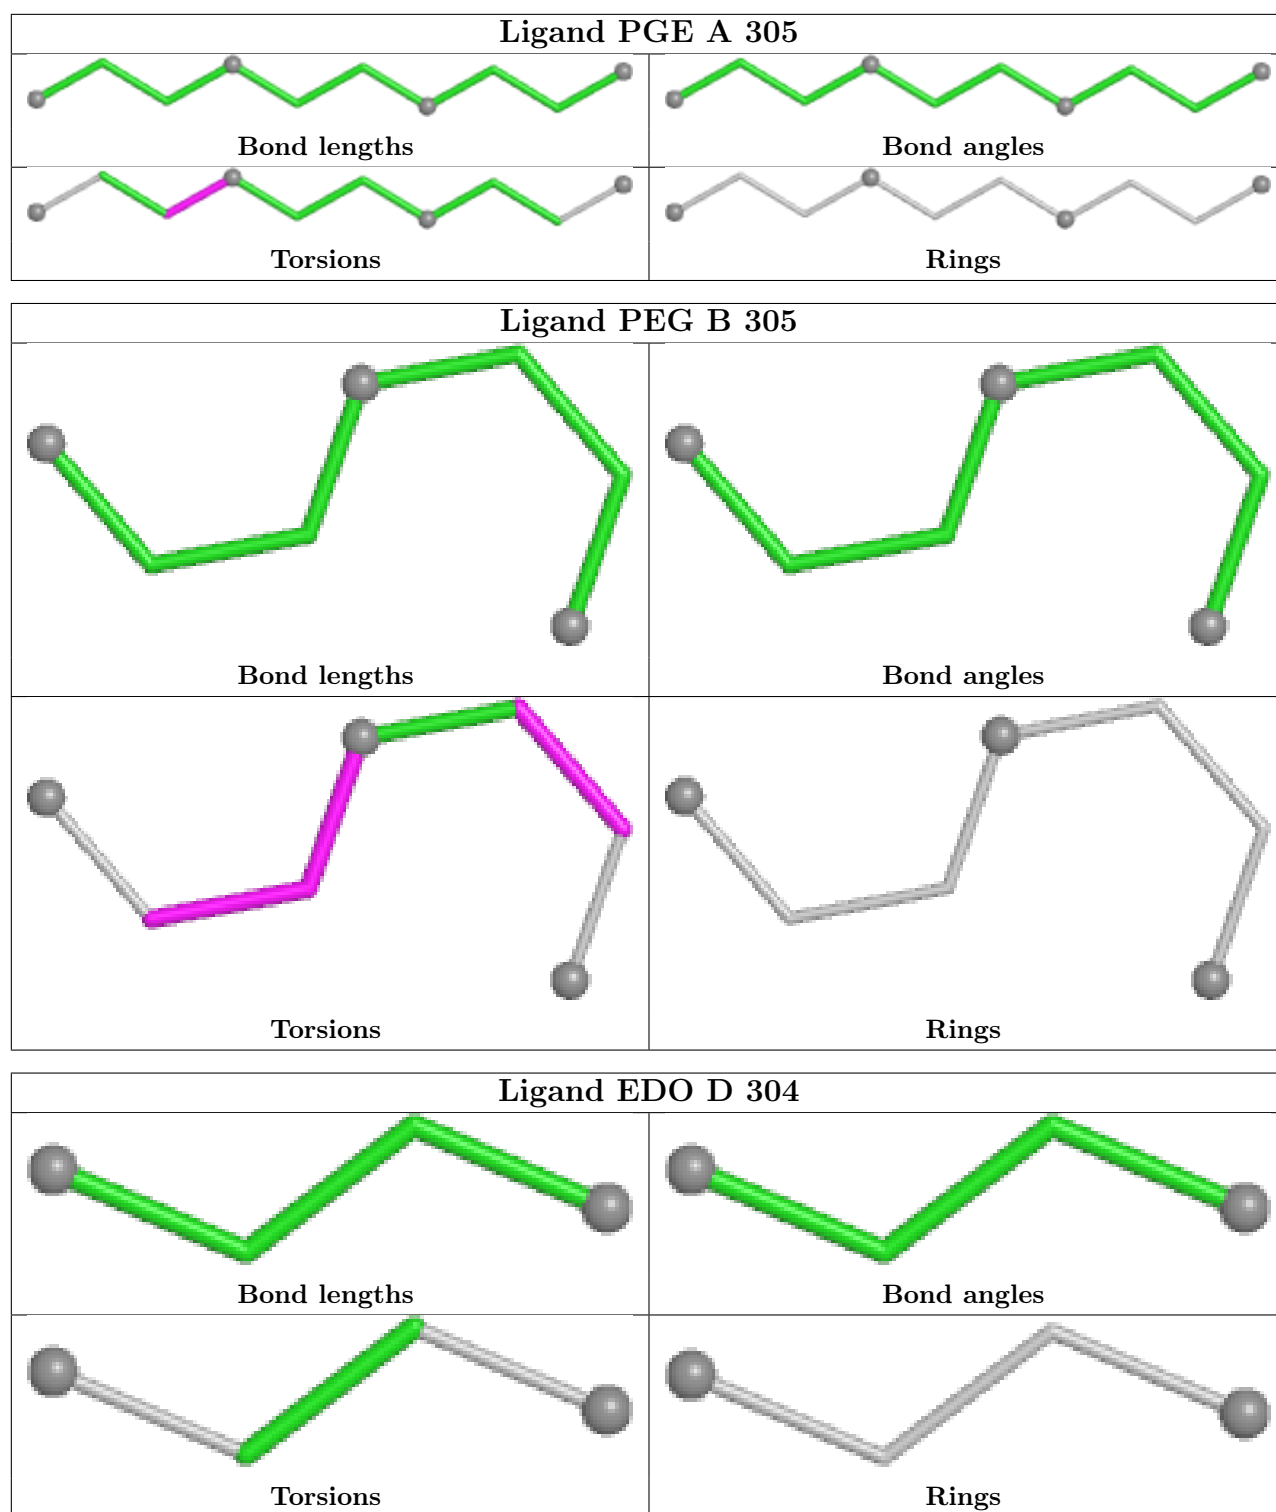 Ligand PGE A 305
Bond lengths
Bond angles
Torsions
Rings
Ligand PEG B 305
Bond lengths
Bond angles
Torsions
Rings
Ligand EDO D 304
Bond lengths
Bond angles
Torsions
Rings